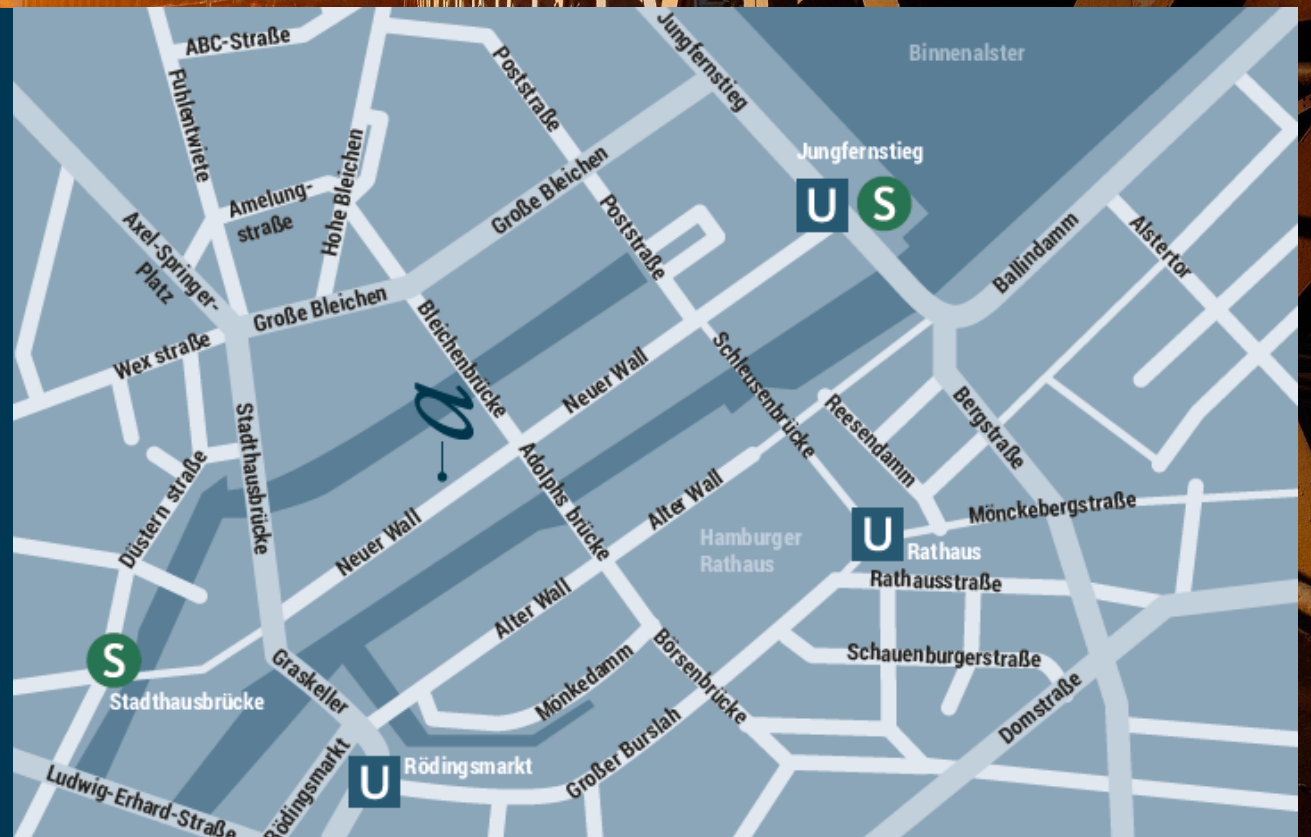 ABC-Straße
Fuhlentwiete
Poststraße
Jungfernstieg
Binnenalster
Jungfernstieg
U S
Hohe Bleichen
Amelung-
straße
Große Bleichen
Poststraße
Axel-Springer-
Platz
Große Bleichen
Ballindamm
Alstertor
Wex straße
Bleichenbrücke
a
Neuer Wall
Schleusenbrücke
Reesendamm
Bergstraße
Stadthausbrücke
Düstern straße
Neuer Wall
Adolphs brücke
Alter Wall
Hamburger
Rathaus
U
Rathaus
Mönckebergstraße
Rathausstraße
Alter Wall
Mönkedamm
Börsenbrücke
Schauenburgerstraße
Domstraße
S
Stadthausbrücke
Graskeller
Großer Burslah
Rödingsmarkt
U
Rödingsmarkt
Ludwig-Erhard-Straße